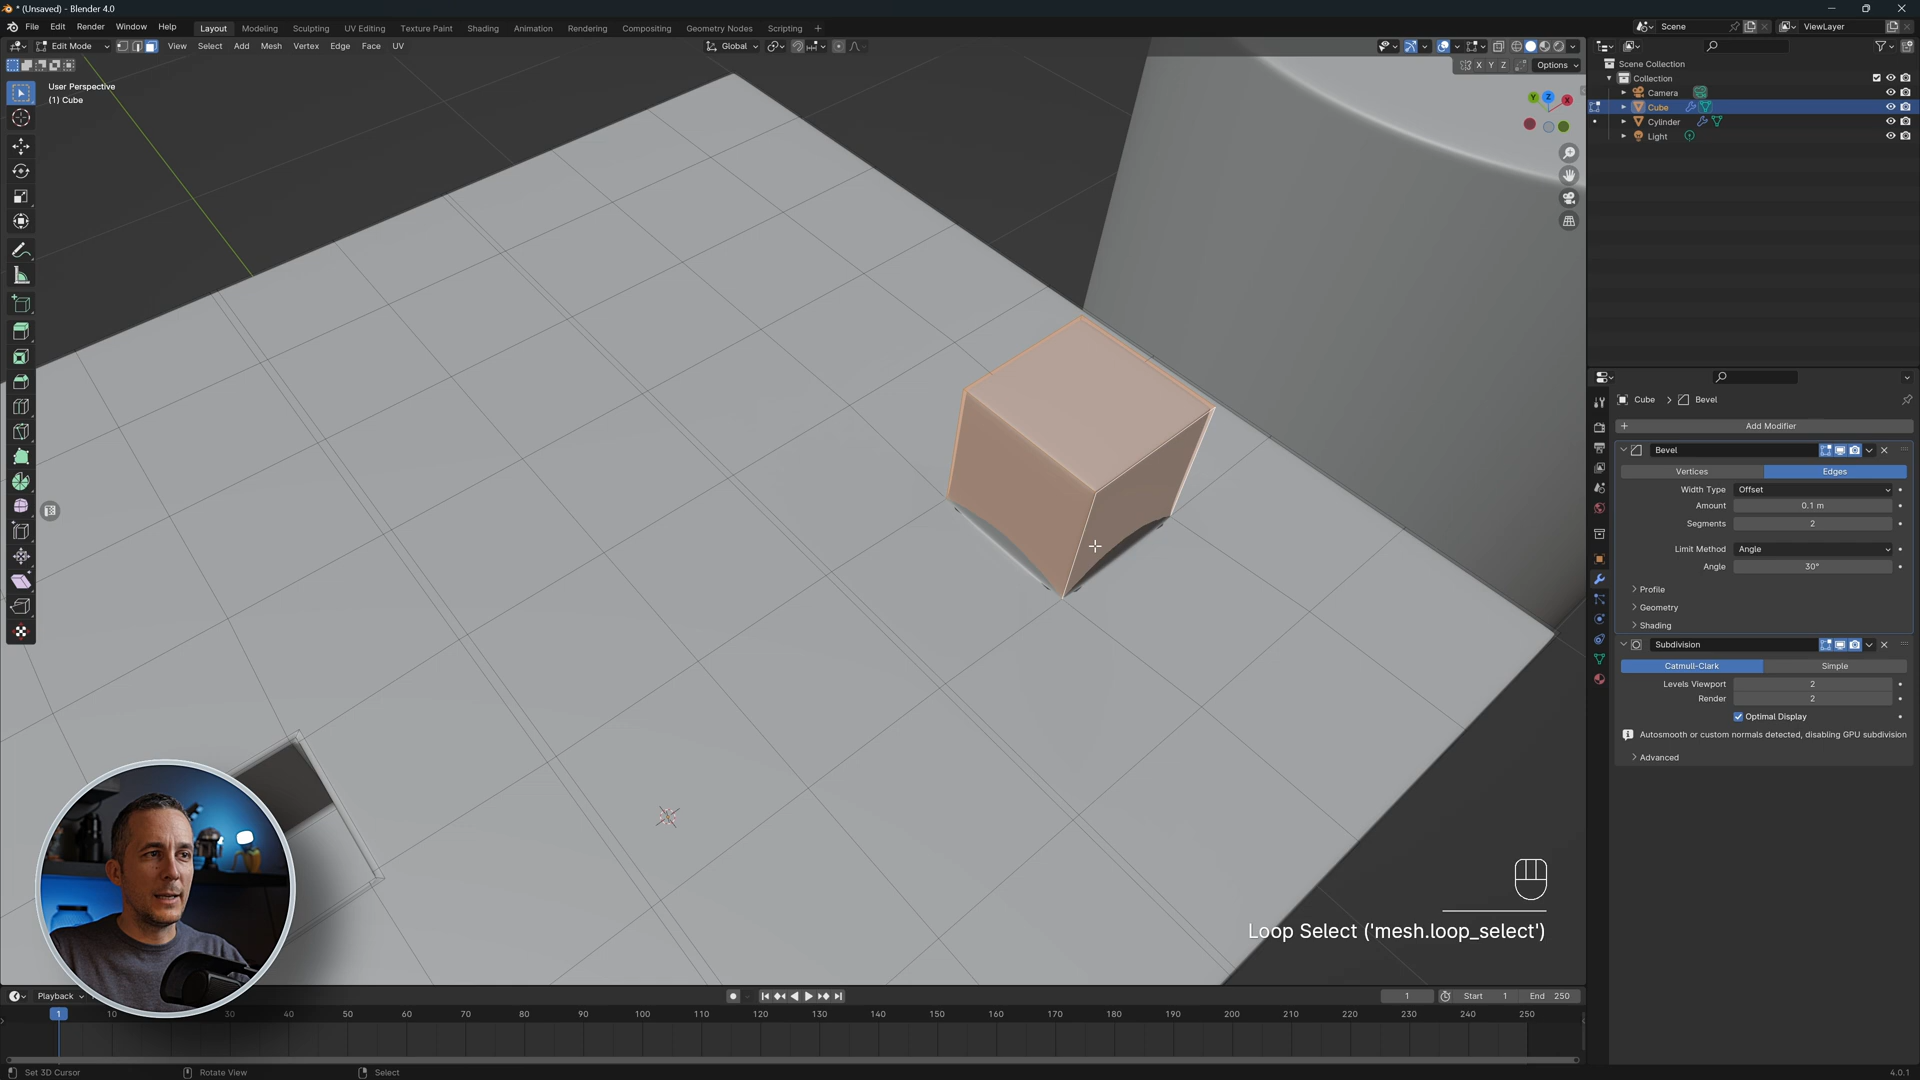 * (Unsaved) - Blender 4.0
File Edit Render Window Help
Layout Modeling Sculpting UV Editing Texture Paint Shading Animation Rendering Compositing Geometry Nodes Scripting +
Scene
ViewLayer
Edit Mode View Select Add Mesh Vertex Edge Face UV
Global
X Y Z Options
User Perspective
(1) Cube
Y Z X
Scene Collection
Collection
Camera
Cube
Cylinder
Light
Cube > Bevel
+ Add Modifier
Bevel
Vertices Edges
Width Type Offset
Amount 0.1 m
Segments 2
Limit Method Angle
Angle 30°
Profile
Geometry
Shading
Subdivision
Catmull-Clark Simple
Levels Viewport 2
Render 2
Optimal Display
Autosmooth or custom normals detected, disabling GPU subdivision
Advanced
Loop Select ('mesh.loop_select')
Playback
1 Start 1 End 250
1 10 30 40 50 60 70 80 90 100 110 120 130 140 150 160 170 180 190 200 210 220 230 240 250
Set 3D Cursor Rotate View Select
4.0.1